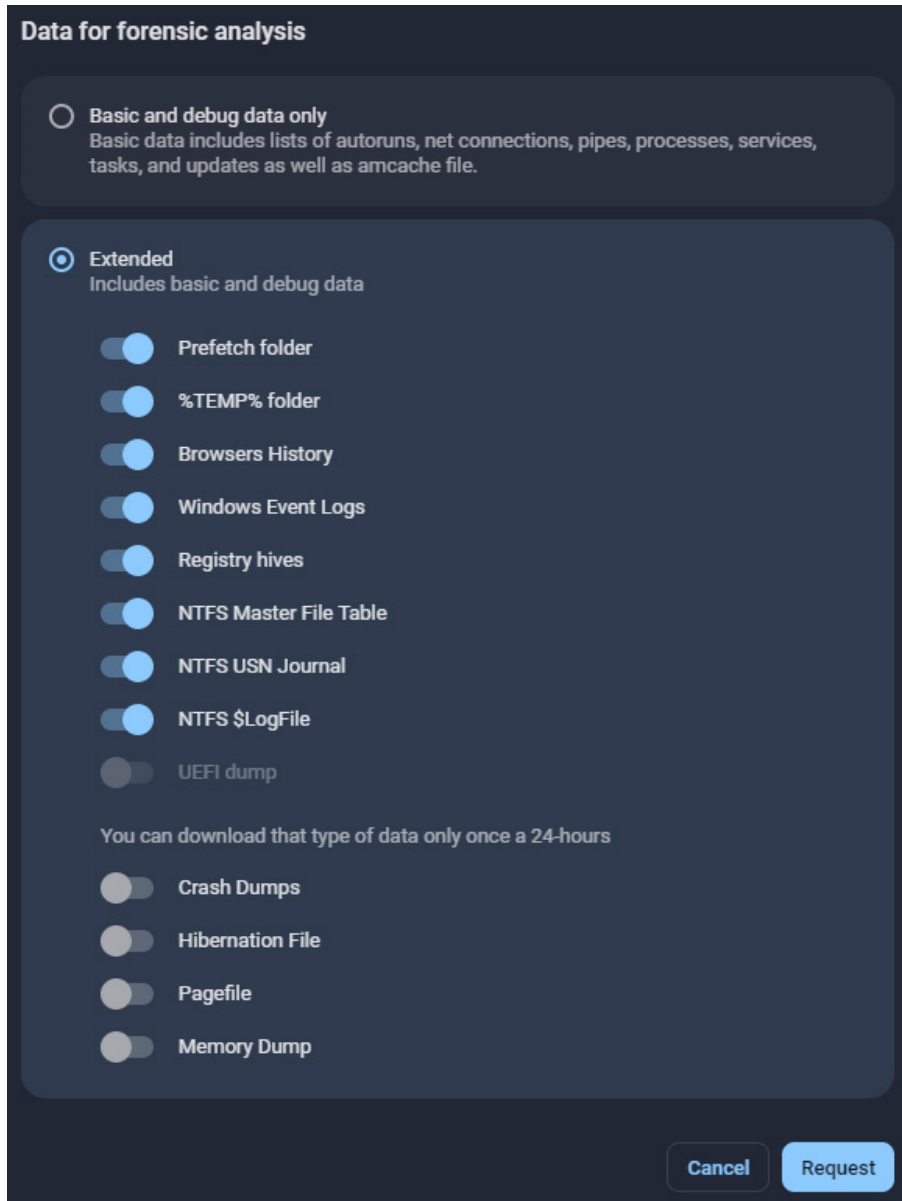 Data for forensic analysis
Basic and debug data only
Basic data includes lists of autoruns, net connections, pipes, processes, services,
tasks, and updates as well as amcache file.
Extended
Includes basic and debug data
Prefetch folder
%TEMP% folder
Browsers History
Windows Event Logs
Registry hives
NTFS Master File Table
NTFS USN Journal
NTFS $LogFile
UEFI dump
You can download that type of data only once a 24-hours
Crash Dumps
Hibernation File
Pagefile
Memory Dump
Cancel
Request